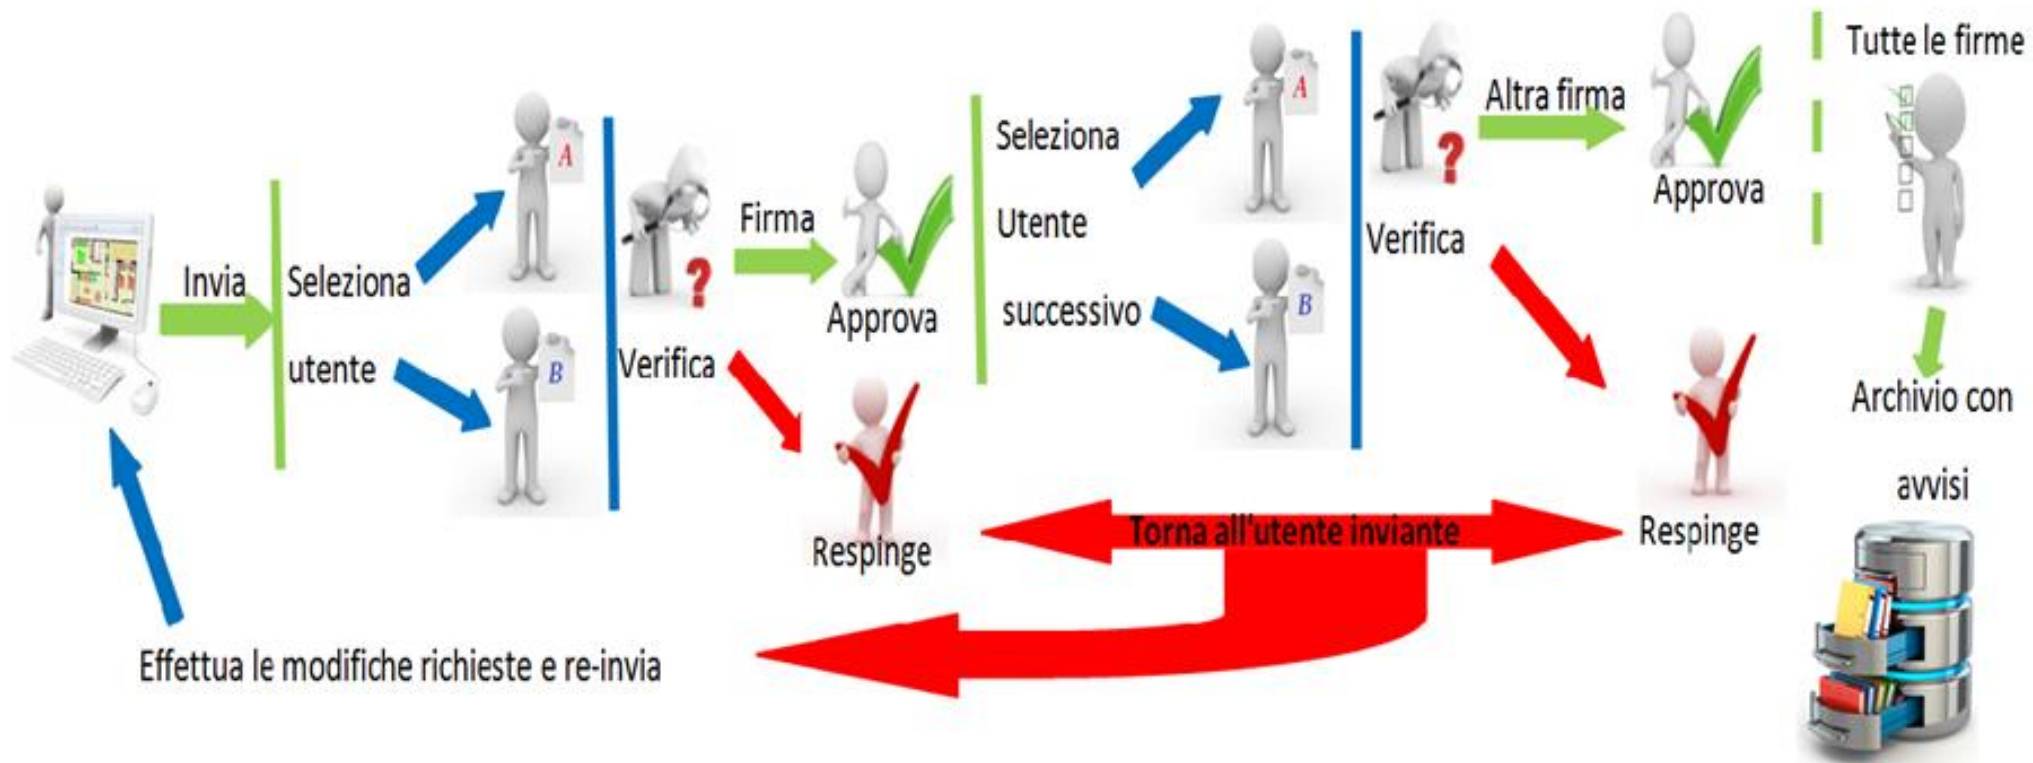 Invia
Seleziona
utente
A
B
Verifica
Firma
Approva
Respinge
Seleziona
Utente
successivo
A
B
Verifica
Altra firma
Approva
Respinge
Tutte le firme
Archivio con
avvisi
Torna all'utente inviante
Effettua le modifiche richieste e re-invia